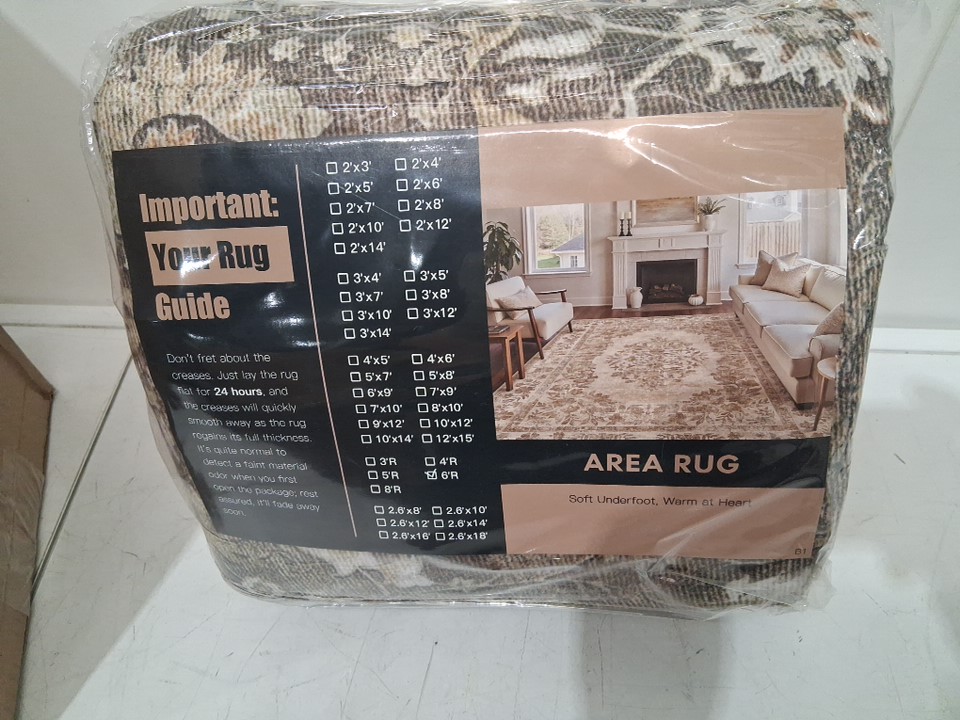 Important:
Your Rug
Guide
Don't fret about the
creases. Just lay the rug
flat for 24 hours, and
the creases will quickly
smooth away as the rug
regains its full thickness.
It's quite normal to
detect a faint material
odor when you first
open the package; rest
assured, it'll fade away
soon.
☐ 2'x3' ☐ 2'x4'
☐ 2'x5' ☐ 2'x6'
☐ 2'x7' ☐ 2'x8'
☐ 2'x10' ☐ 2'x12'
☐ 2'x14'
☐ 3'x4' ☐ 3'x5'
☐ 3'x7' ☐ 3'x8'
☐ 3'x10' ☐ 3'x12'
☐ 3'x14'
☐ 4'x5' ☐ 4'x6'
☐ 5'x7' ☐ 5'x8'
☐ 6'x9' ☐ 7'x9'
☐ 7'x10' ☐ 8'x10'
☐ 9'x12' ☐ 10'x12'
☐ 10'x14' ☐ 12'x15'
☐ 3'R ☐ 4'R
☐ 5'R ☑ 6'R
☐ 8'R
☐ 2.6'x8' ☐ 2.6'x10'
☐ 2.6'x12' ☐ 2.6'x14'
☐ 2.6'x16' ☐ 2.6'x18'
AREA RUG
Soft Underfoot, Warm at Heart
B1